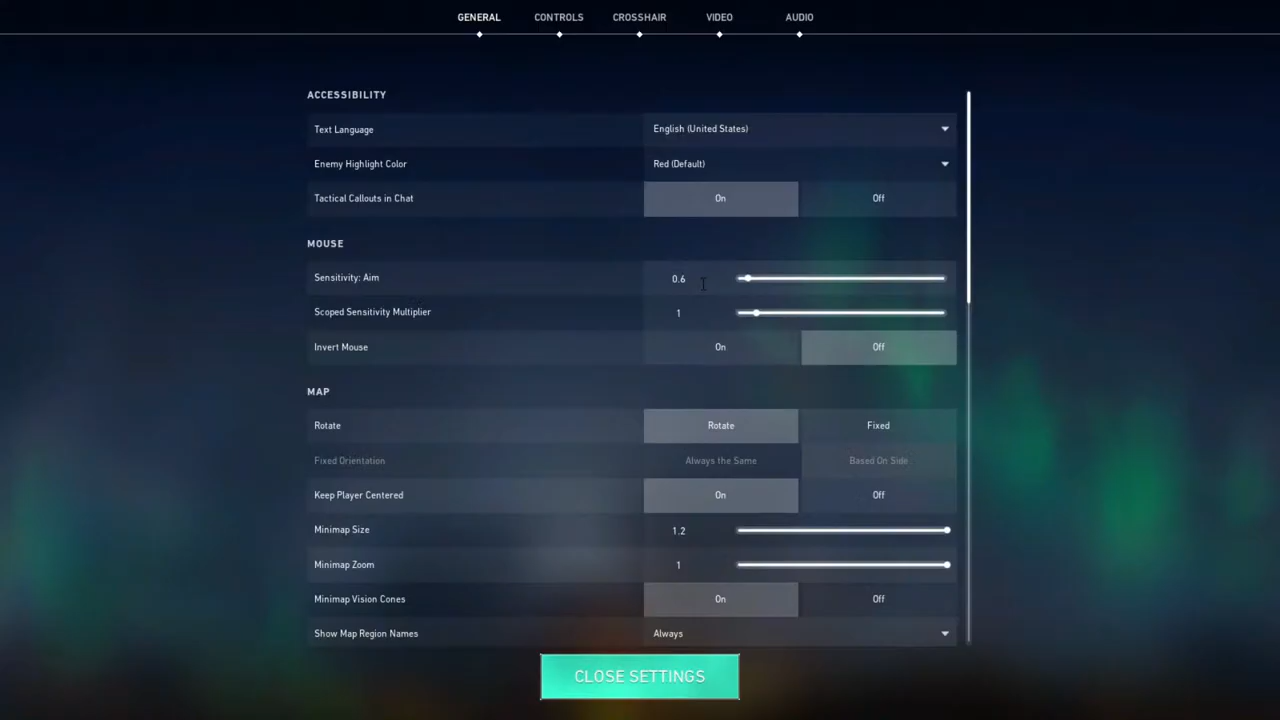 GENERAL CONTROLS CROSSHAIR VIDEO AUDIO
ACCESSIBILITY
Text Language English (United States)
Enemy Highlight Color Red (Default)
Tactical Callouts in Chat On Off
MOUSE
Sensitivity: Aim 0.6
Scoped Sensitivity Multiplier 1
Invert Mouse On Off
MAP
Rotate Rotate Fixed
Fixed Orientation Always the Same Based On Side
Keep Player Centered On Off
Minimap Size 1.2
Minimap Zoom 1
Minimap Vision Cones On Off
Show Map Region Names Always
CLOSE SETTINGS